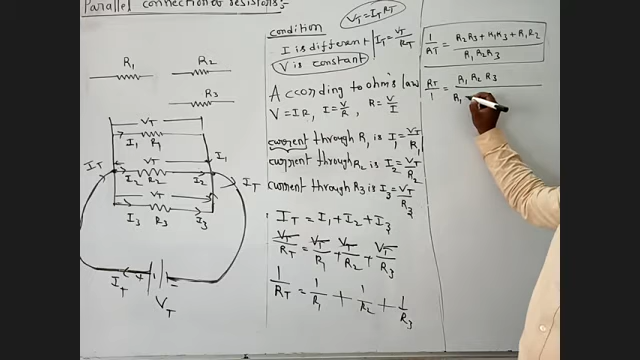 Parallel connection of resistors:-
R1
R2
R3
VT
I1 R1 I1
IT VT IT
I2 R2 I2
VT
I3 R3 I3
IT + - VT
condition VT = IT RT
I is different IT = VT/RT
V is constant
According to ohm's law
V = IR, I = V/R, R = V/I
current through R1 is I1 = VT/R1
current through R2 is I2 = VT/R2
current through R3 is I3 = VT/R3
IT = I1 + I2 + I3
VT/RT = VT/R1 + VT/R2 + VT/R3
1/RT = 1/R1 + 1/R2 + 1/R3
1/RT = R2R3 + R1R3 + R1R2 / R1R2R3
RT/1 = R1 R2 R3 / R1